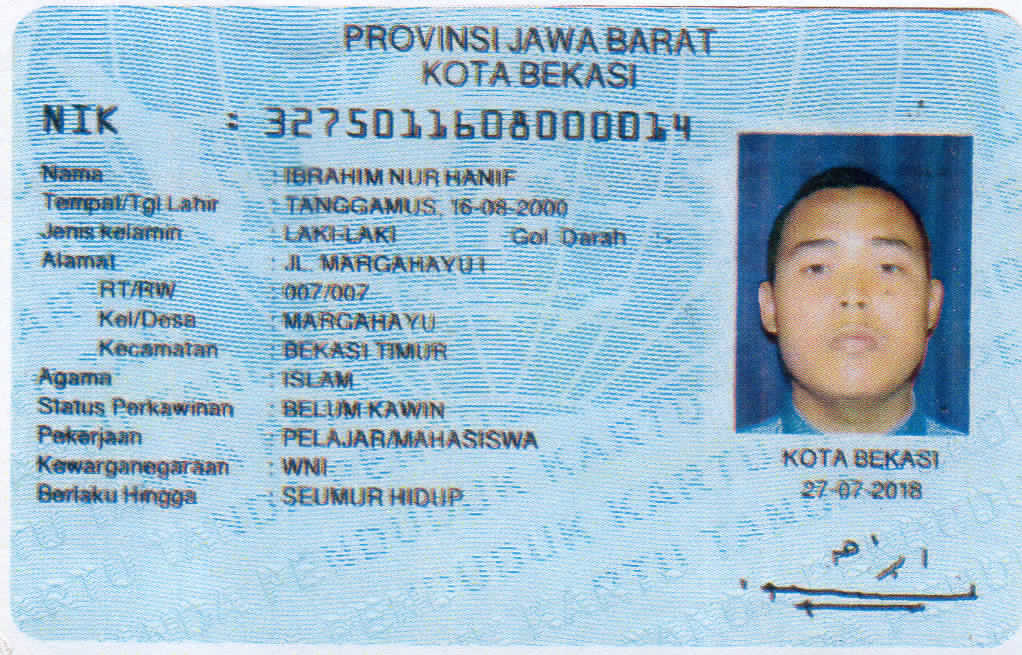 PROVINSI JAWA BARAT
KOTA BEKASI
NIK : 3275011608000014
Nama : IBRAHIM NUR HANIF
Tempat/Tgl Lahir : TANGGAMUS, 16-08-2000
Jenis kelamin : LAKI-LAKI Gol. Darah : -
Alamat : JL. MARGAHAYU I
RT/RW : 007/007
Kel/Desa : MARGAHAYU
Kecamatan : BEKASI TIMUR
Agama : ISLAM
Status Perkawinan : BELUM KAWIN
Pekerjaan : PELAJAR/MAHASISWA
Kewarganegaraan : WNI
Berlaku Hingga : SEUMUR HIDUP
KOTA BEKASI
27-07-2018